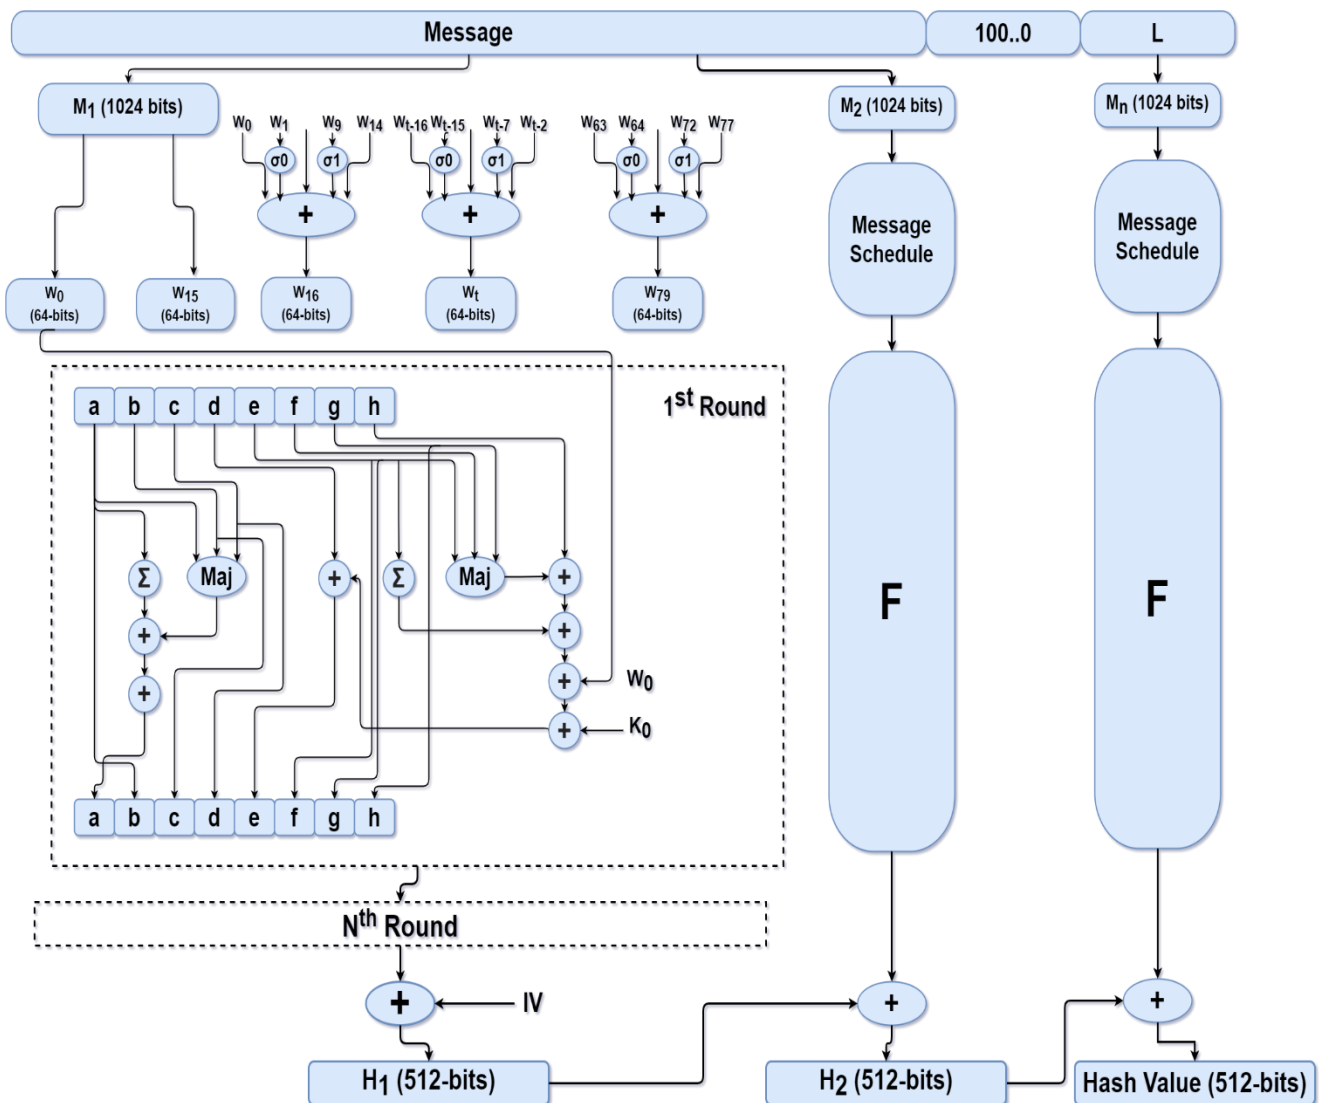 Message
100..0
L
M1 (1024 bits)
M2 (1024 bits)
Mn (1024 bits)
W0 W1 W9 W14
Wt-16 Wt-15 Wt-7 Wt-2
W63 W64 W72 W77
σ0 σ1
σ0 σ1
σ0 σ1
+
+
+
Message
Schedule
Message
Schedule
W0
(64-bits)
W15
(64-bits)
W16
(64-bits)
Wt
(64-bits)
W79
(64-bits)
1st Round
a b c d e f g h
Σ Maj + Σ Maj +
+ +
+ + W0
+ K0
a b c d e f g h
F
F
Nth Round
+ IV
+
+
H1 (512-bits)
H2 (512-bits)
Hash Value (512-bits)